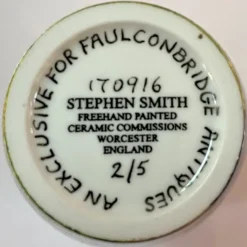 AN EXCLUSIVE FOR FAULCONBRIDGE ANTIQUES
170916
STEPHEN SMITH
FREEHAND PAINTED
CERAMIC COMMISSIONS
WORCESTER
ENGLAND
2/5